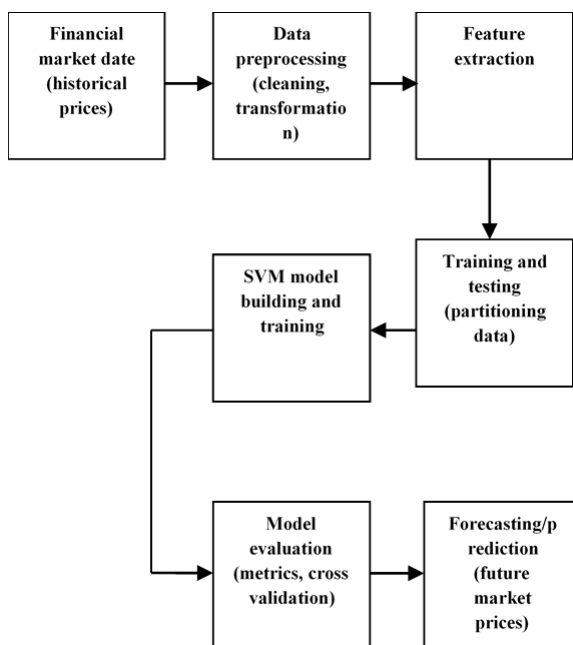 Financial
market date
(historical
prices)
Data
preprocessing
(cleaning,
transformatio
n)
Feature
extraction
Training and
testing
(partitioning
data)
SVM model
building and
training
Model
evaluation
(metrics, cross
validation)
Forecasting/p
rediction
(future
market
prices)